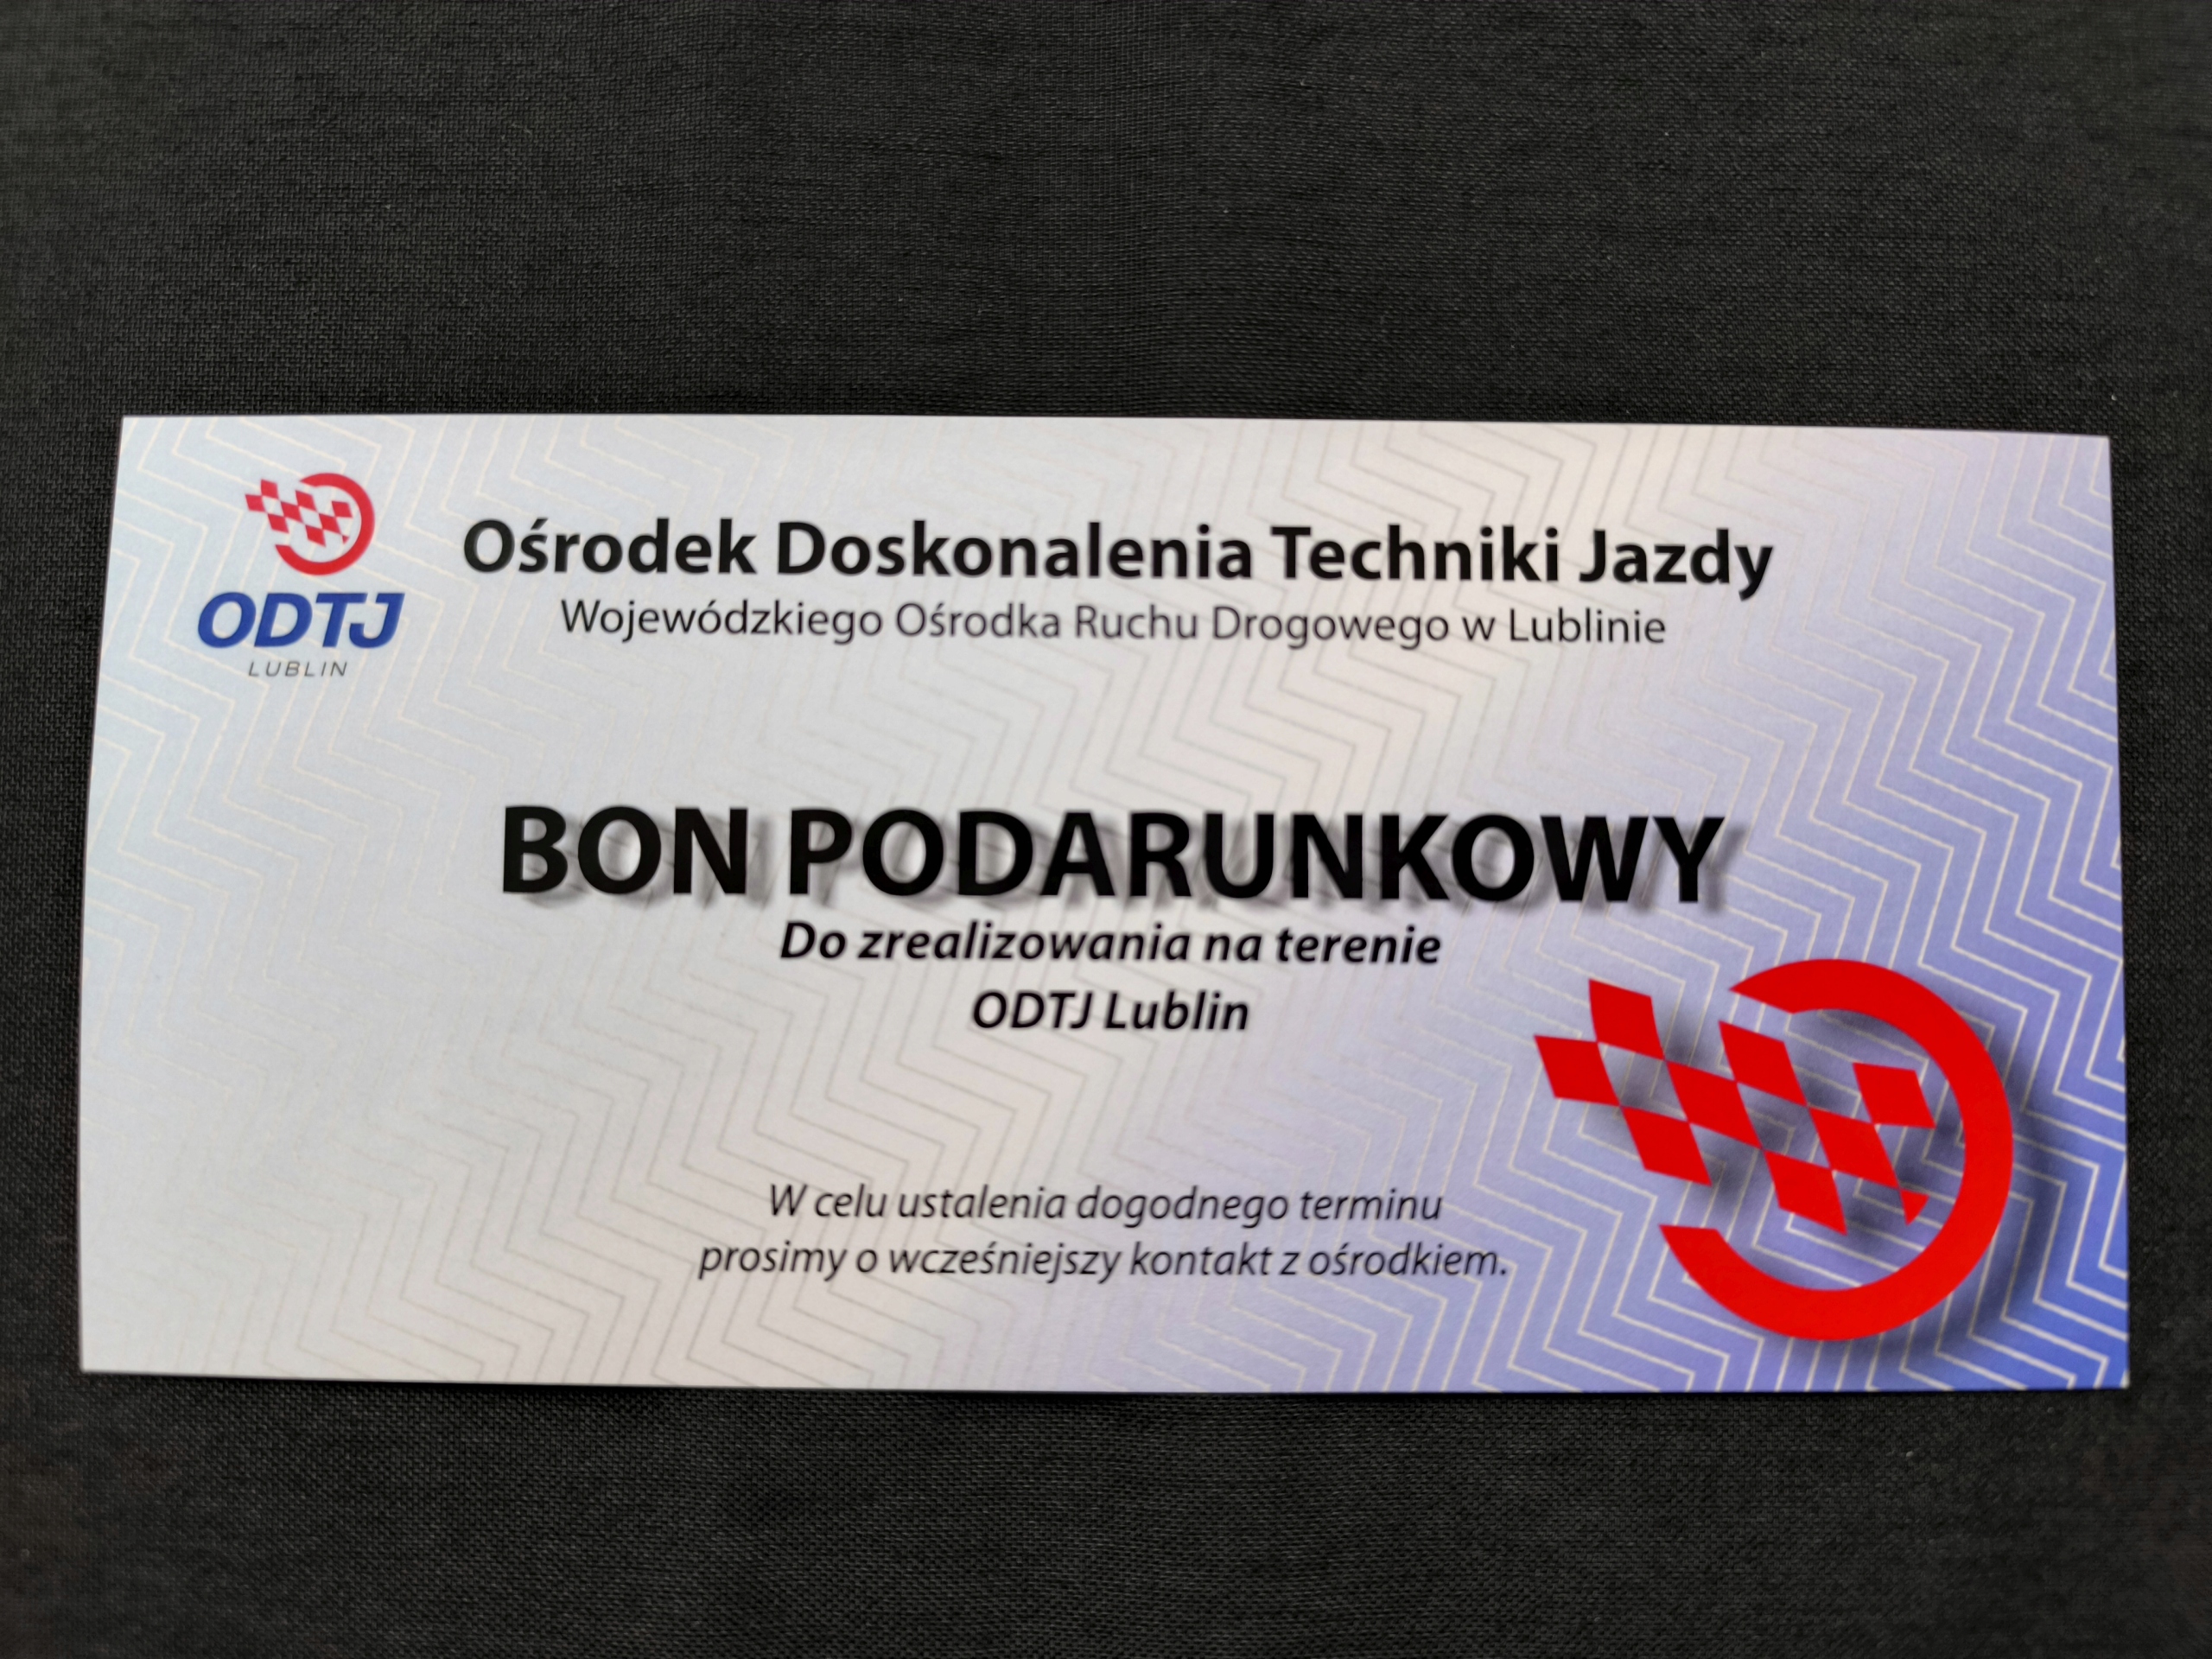 ODTJ
LUBLIN
Ośrodek Doskonalenia Techniki Jazdy
Wojewódzkiego Ośrodka Ruchu Drogowego w Lublinie
BON PODARUNKOWY
Do zrealizowania na terenie
ODTJ Lublin
W celu ustalenia dogodnego terminu
prosimy o wcześniejszy kontakt z ośrodkiem.